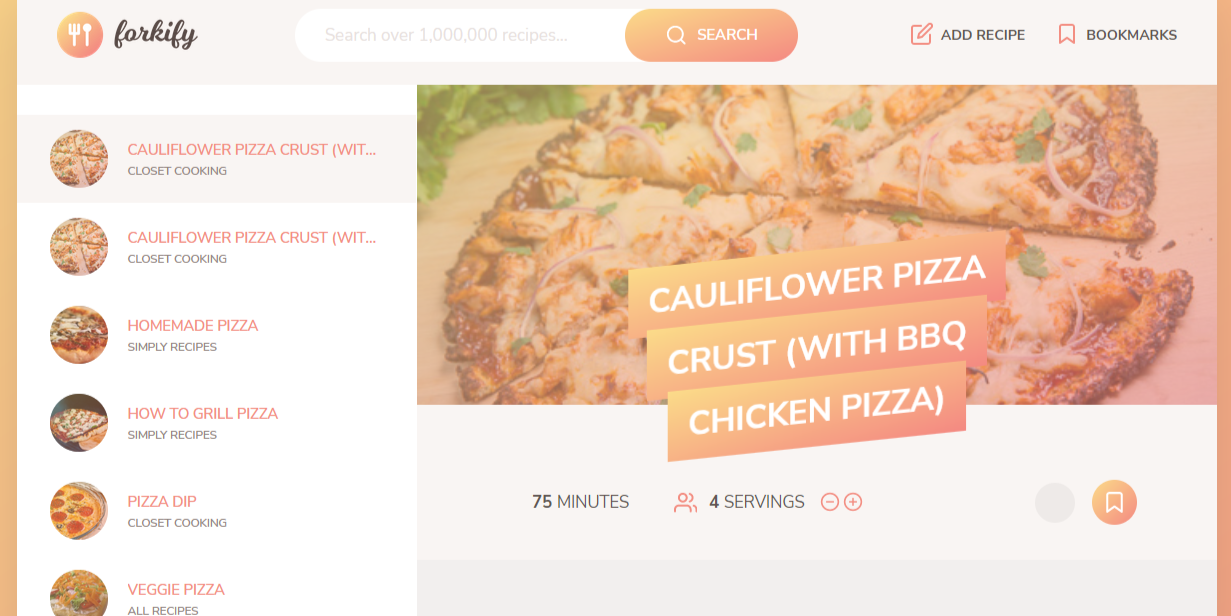 forkify
Search over 1,000,000 recipes...
SEARCH
ADD RECIPE
BOOKMARKS
CAULIFLOWER PIZZA CRUST (WIT...
CLOSET COOKING
CAULIFLOWER PIZZA CRUST (WIT...
CLOSET COOKING
HOMEMADE PIZZA
SIMPLY RECIPES
HOW TO GRILL PIZZA
SIMPLY RECIPES
PIZZA DIP
CLOSET COOKING
VEGGIE PIZZA
ALL RECIPES
CAULIFLOWER PIZZA
CRUST (WITH BBQ
CHICKEN PIZZA)
75 MINUTES
4 SERVINGS